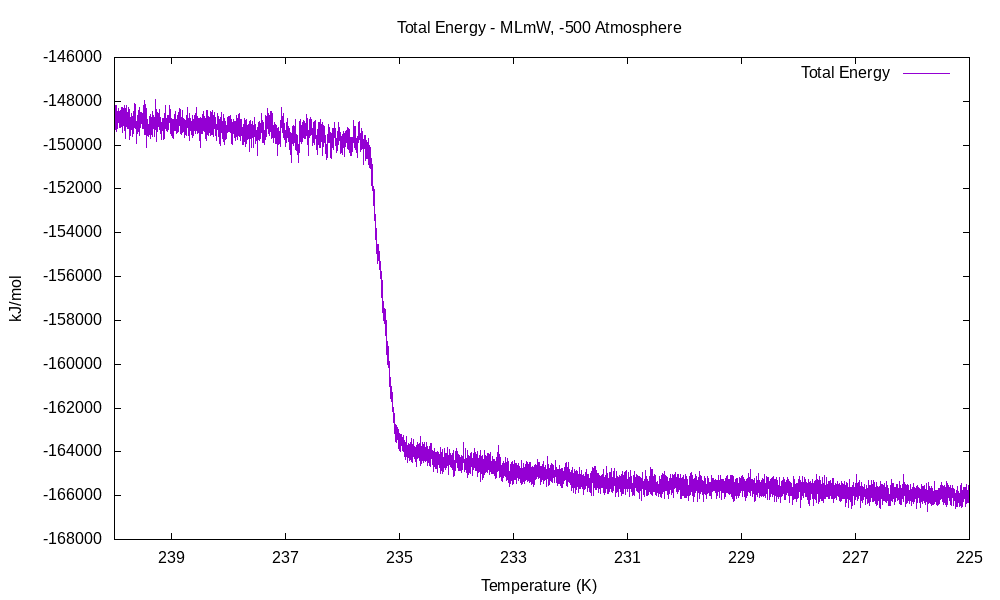 Total Energy - MLmW, -500 Atmosphere
Total Energy
-146000
-148000
-150000
-152000
-154000
-156000
-158000
-160000
-162000
-164000
-166000
-168000
kJ/mol
239 237 235 233 231 229 227 225
Temperature (K)